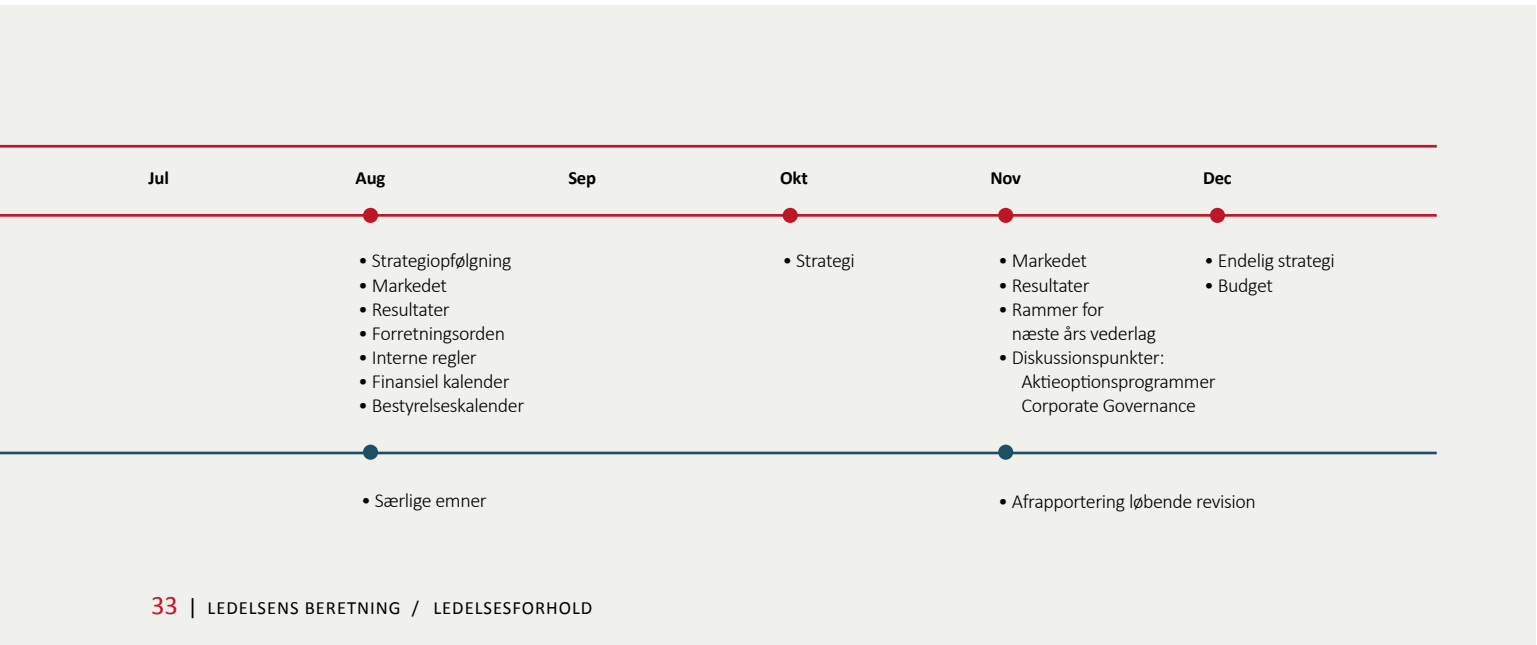 Jul
Aug
Sep
Okt
Nov
Dec
• Strategiopfølgning
• Markedet
• Resultater
• Forretningsorden
• Interne regler
• Finansiel kalender
• Bestyrelseskalender
• Strategi
• Markedet
• Resultater
• Rammer for
næste års vederlag
• Diskussionspunkter:
Aktieoptionsprogrammer
Corporate Governance
• Endelig strategi
• Budget
• Særlige emner
• Afrapportering løbende revision
33 | LEDELSENS BERETNING / LEDELSESFORHOLD